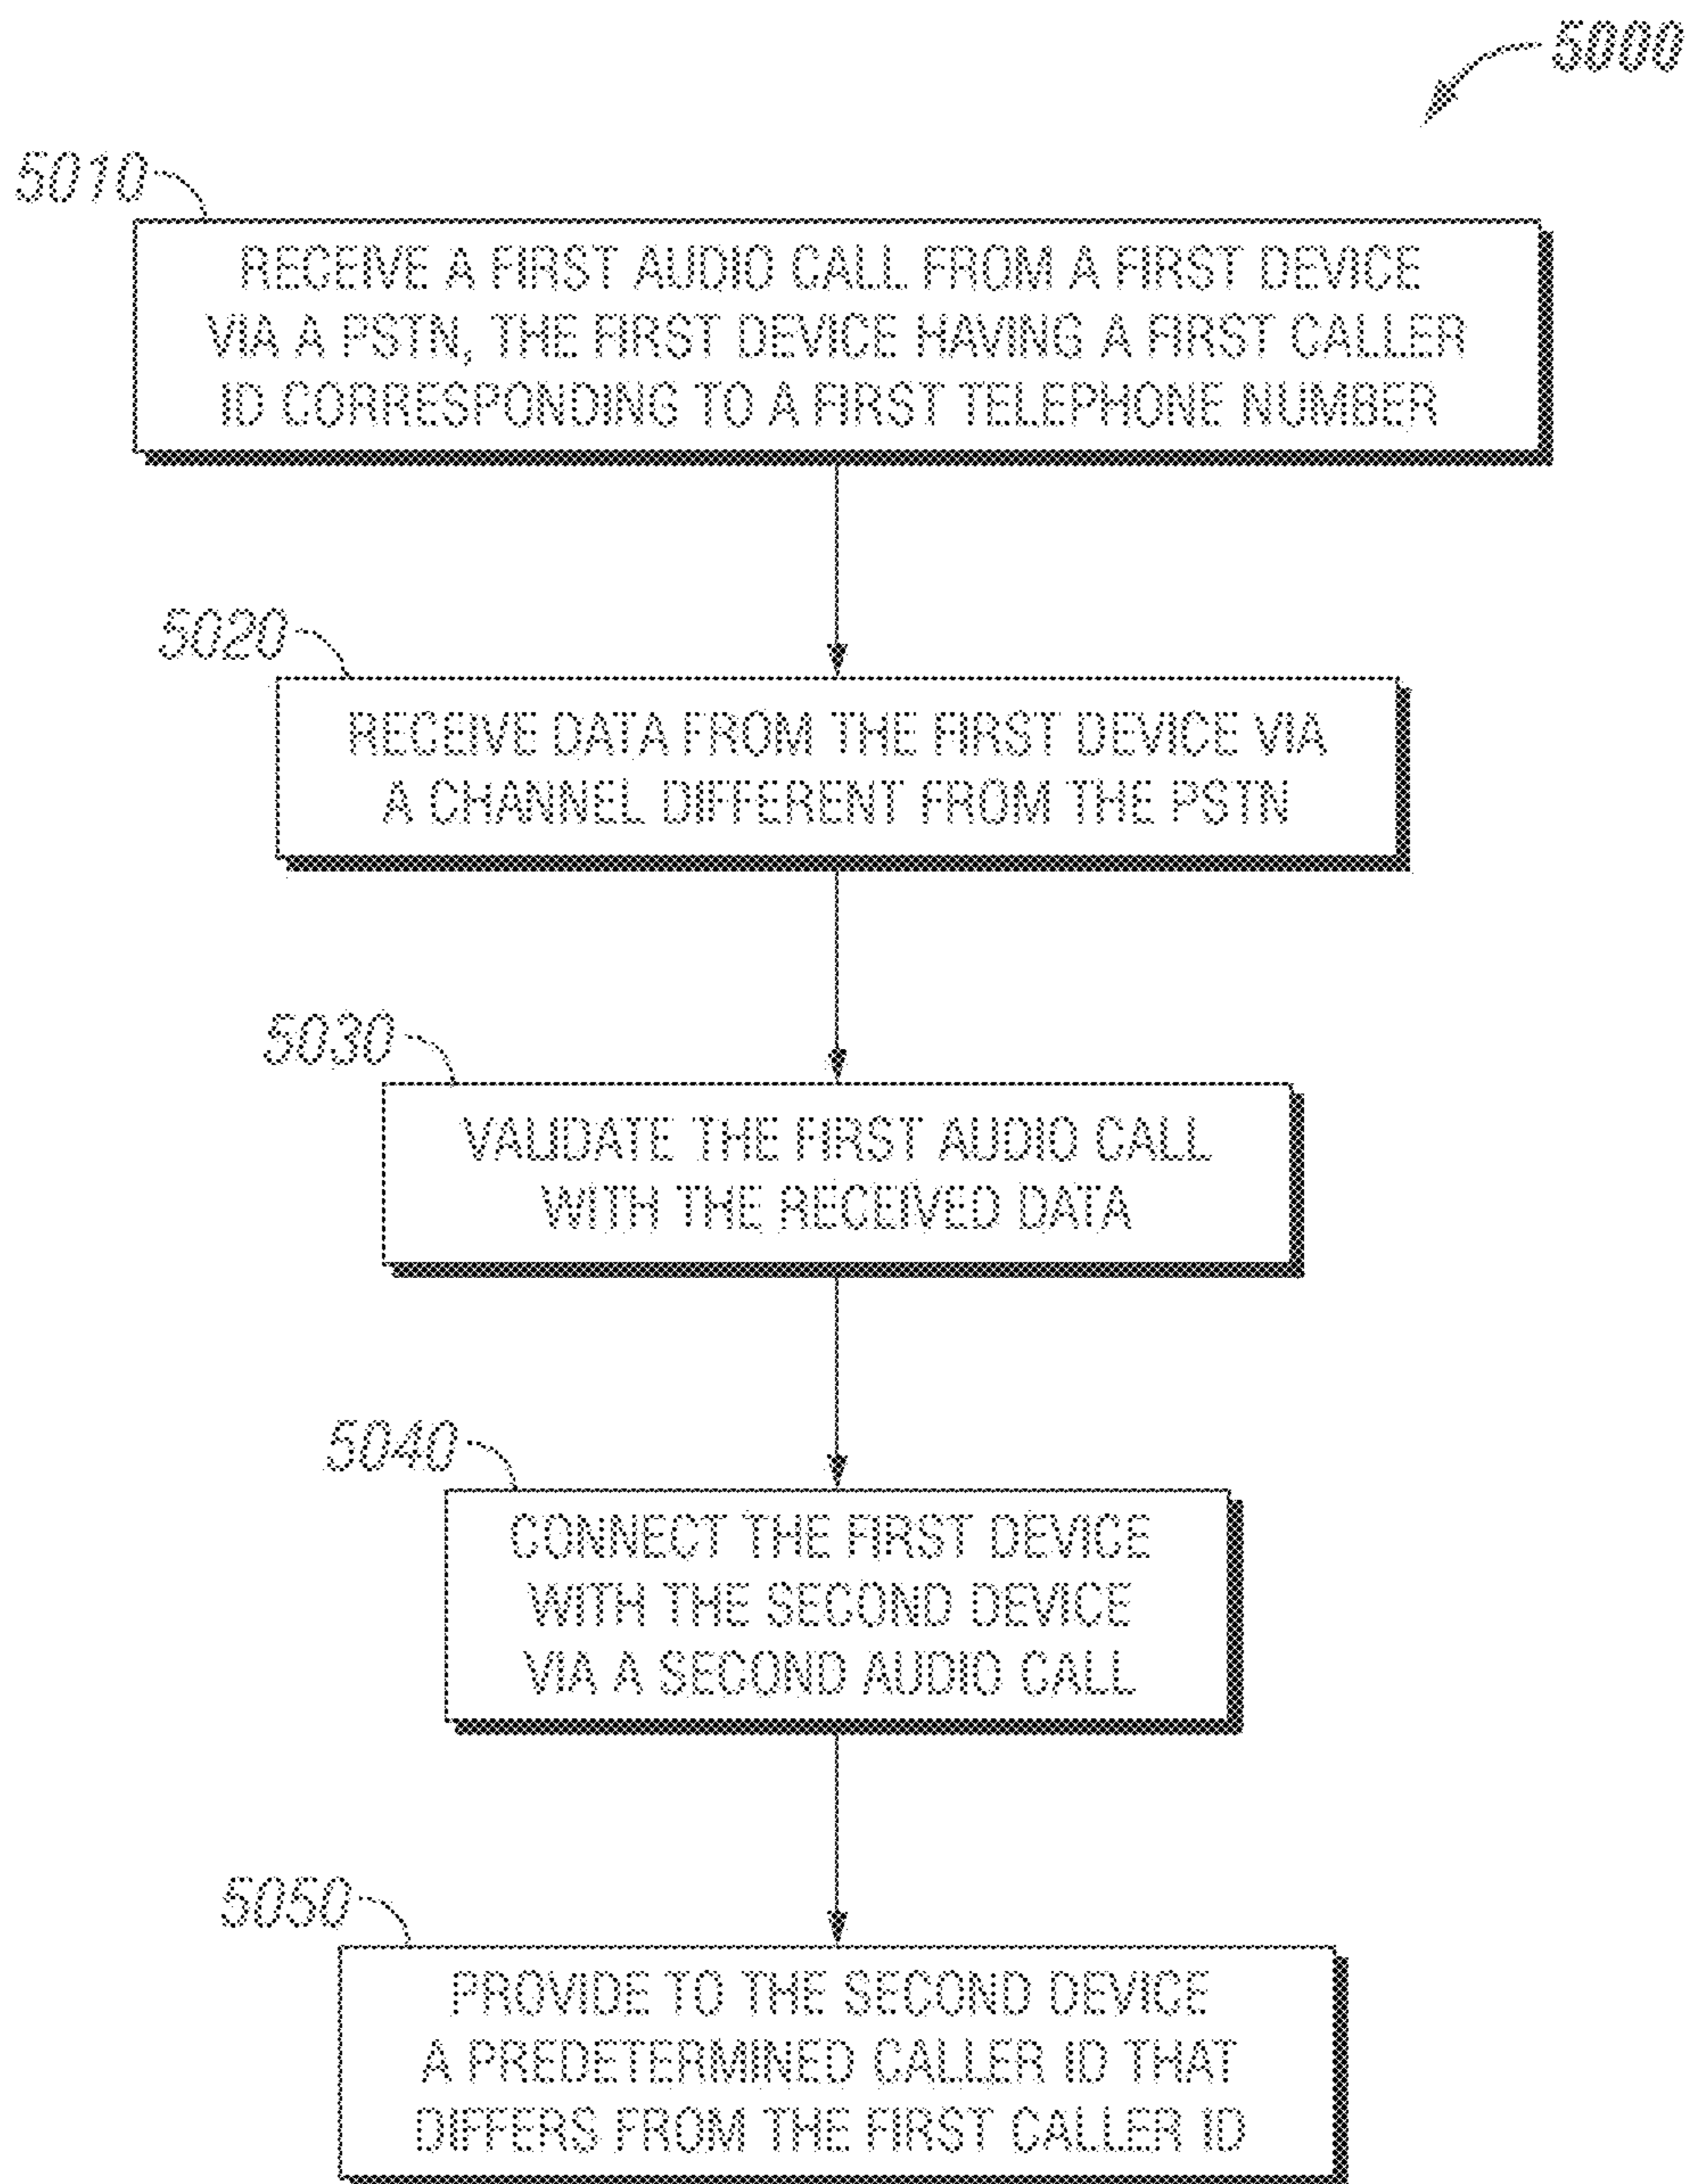 5000
5010
RECEIVE A FIRST AUDIO CALL FROM A FIRST DEVICE
VIA A PSTN, THE FIRST DEVICE HAVING A FIRST CALLER
ID CORRESPONDING TO A FIRST TELEPHONE NUMBER
5020
RECEIVE DATA FROM THE FIRST DEVICE VIA
A CHANNEL DIFFERENT FROM THE PSTN
5030
VALIDATE THE FIRST AUDIO CALL
WITH THE RECEIVED DATA
5040
CONNECT THE FIRST DEVICE
WITH THE SECOND DEVICE
VIA A SECOND AUDIO CALL
5050
PROVIDE TO THE SECOND DEVICE
A PREDETERMINED CALLER ID THAT
DIFFERS FROM THE FIRST CALLER ID